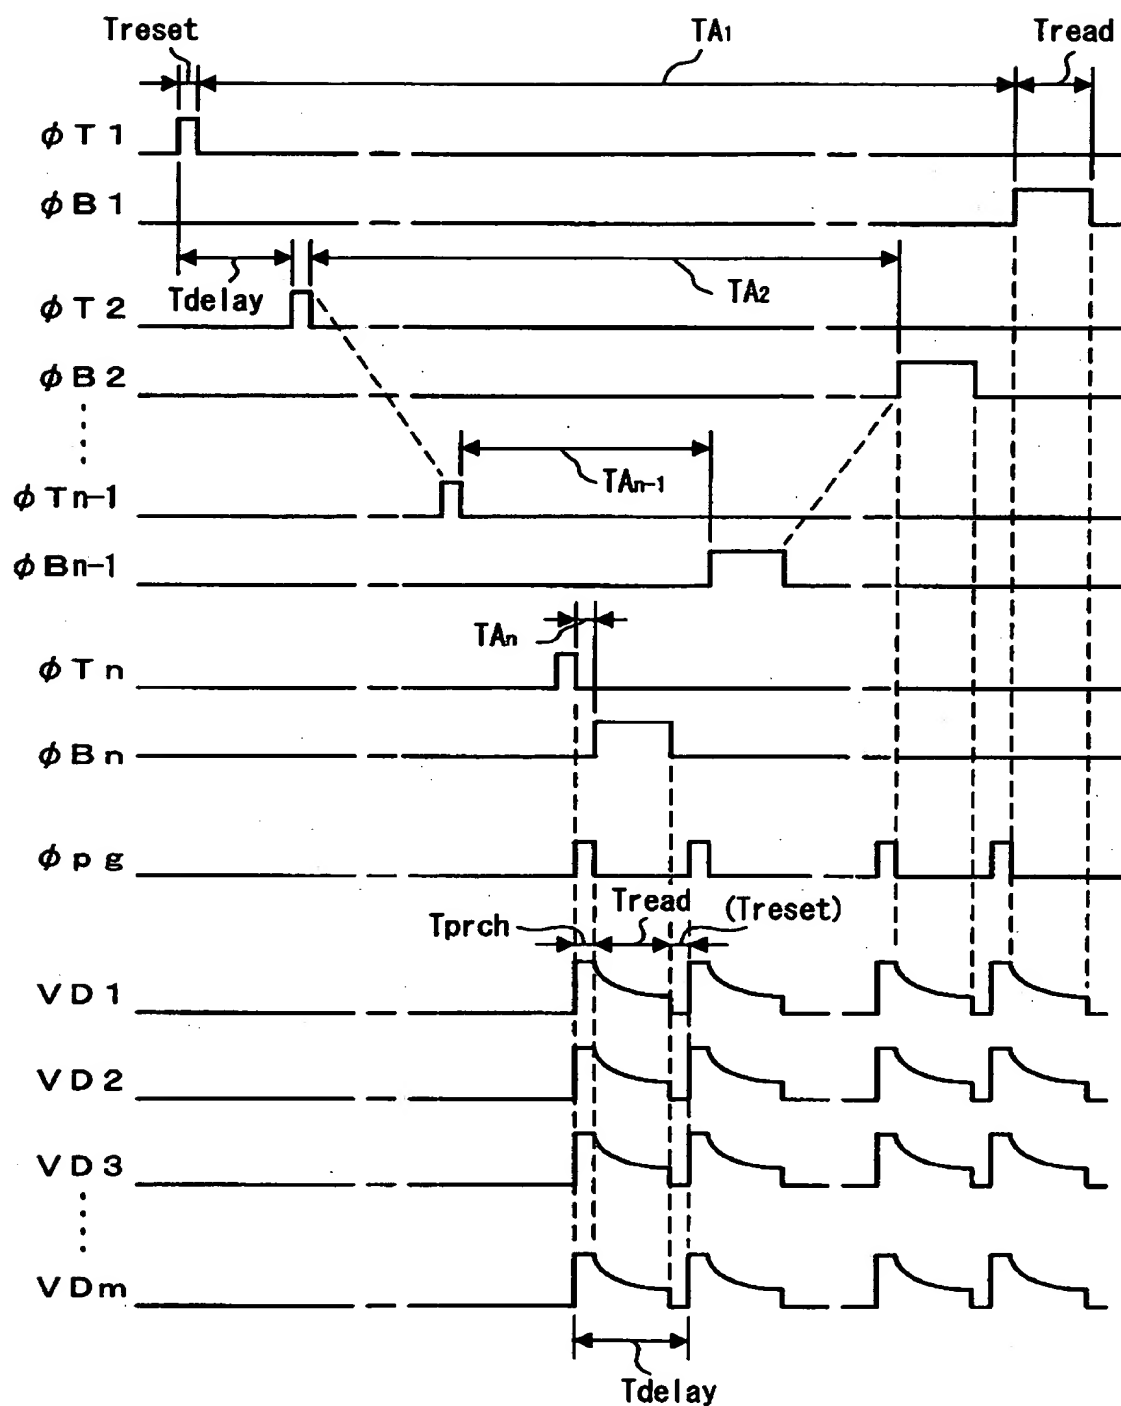 Treset TA1 Tread
φT1
φB1
Tdelay TA2
φT2
φB2
TAn-1
φTn-1
φBn-1
TAn
φTn
φBn
φpg
Tprch Tread (Treset)
VD1
VD2
VD3
VDm
Tdelay